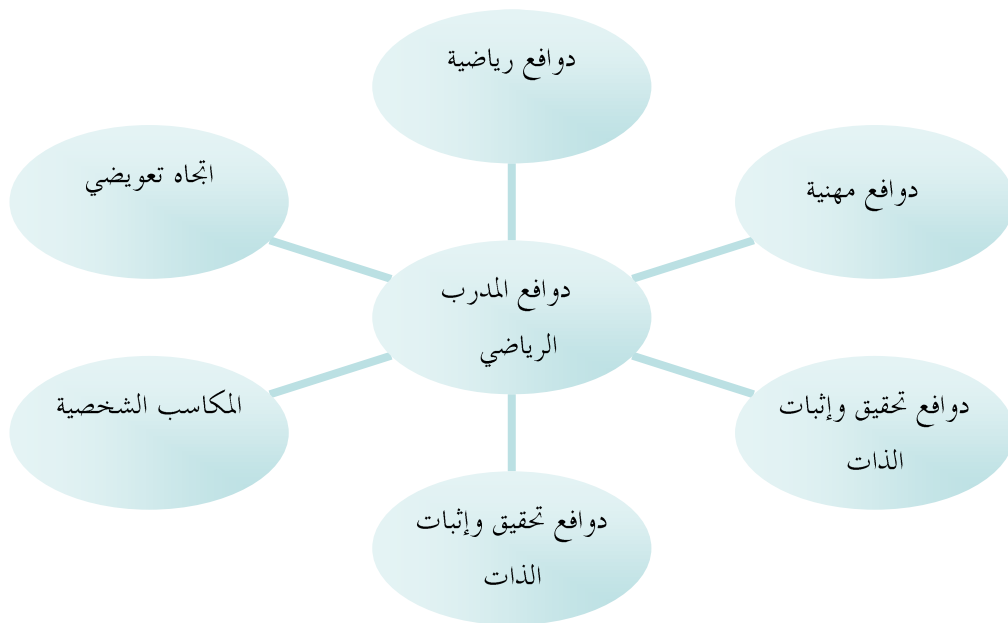 دوافع رياضية
دوافع مهنية
اتجاه تعويضي
دوافع المدرب
الرياضي
دوافع تحقيق وإثبات
الذات
المكاسب الشخصية
دوافع تحقيق وإثبات
الذات